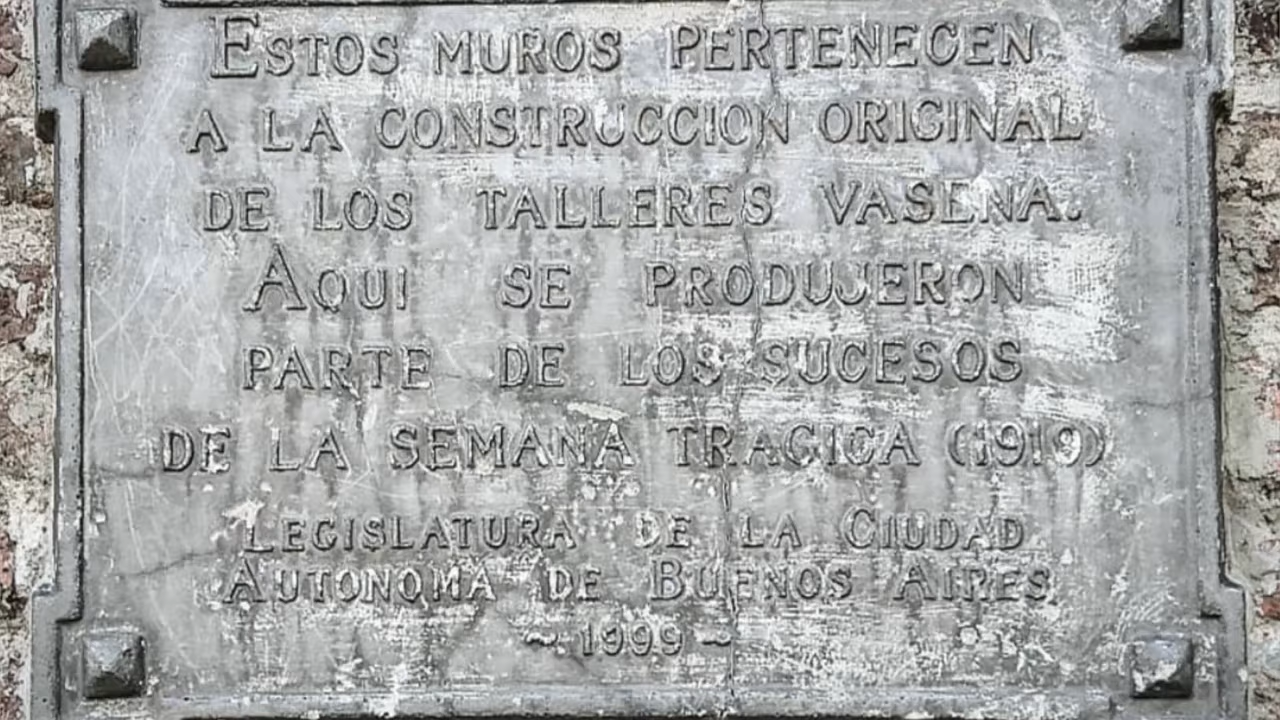 ESTOS MUROS PERTENECEN
A LA CONSTRUCCION ORIGINAL
DE LOS TALLERES VASENA.
AQUI SE PRODUJERON
PARTE DE LOS SUCESOS
DE LA SEMANA TRAGICA (1919)
LEGISLATURA DE LA CIUDAD
AUTONOMA DE BUENOS AIRES
~ 1999 ~